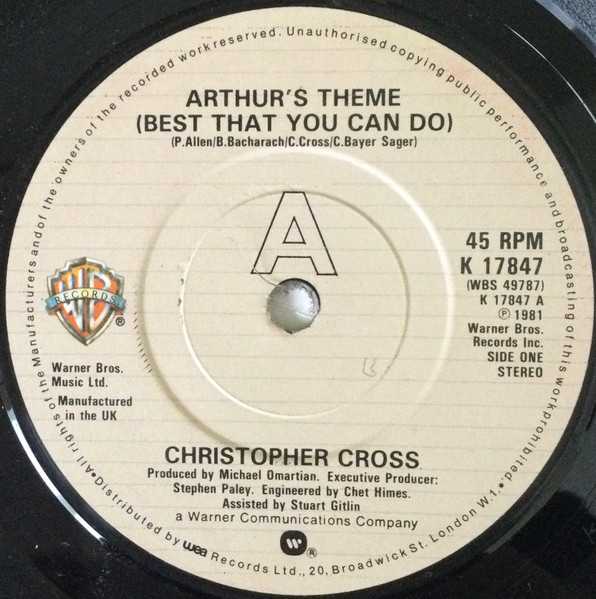 All rights of the Manufacturers and of the owners of the recorded work reserved. Unauthorised copying public performance and broadcasting of this work prohibited.
ARTHUR'S THEME
(BEST THAT YOU CAN DO)
(P.Allen/B.Bacharach/C.Cross/C.Bayer Sager)
A
45 RPM
K 17847
(WBS 49787)
K 17847 A
Ⓟ 1981
Warner Bros.
Records Inc.
SIDE ONE
STEREO
WB
RECORDS
®
Warner Bros.
Music Ltd.
Manufactured
in the UK
CHRISTOPHER CROSS
Produced by Michael Omartian. Executive Producer:
Stephen Paley. Engineered by Chet Himes.
Assisted by Stuart Gitlin
a Warner Communications Company
®
•Distributed by wea Records Ltd., 20, Broadwick St. London W.1.•